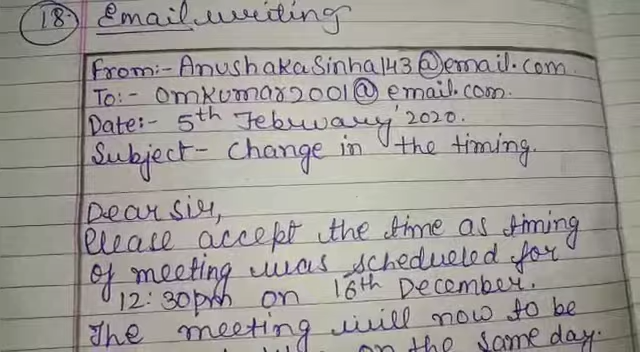 18. Email writing
From:- AnushakaSinha143@email.com.
To:- Omkumar2001@email.com.
Date:- 5th February' 2020.
Subject- Change in the timing.
Dear sir,
Please accept the time as timing
of meeting was scheduled for
12:30pm on 16th December.
The meeting will now to be
on the same day.